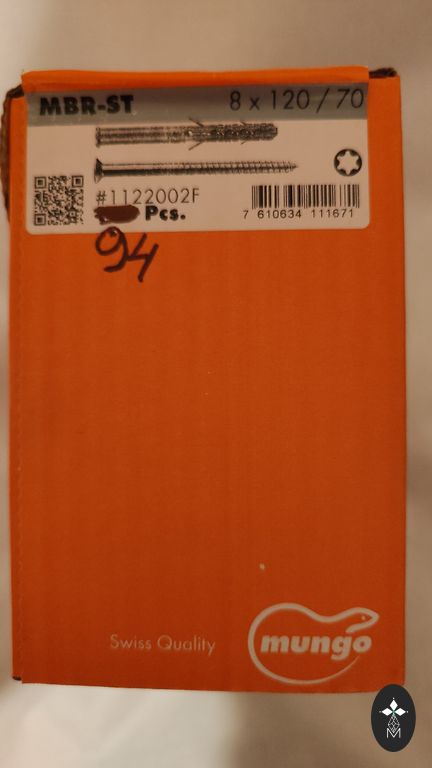 MBR-ST 8 x 120 / 70
#1122002F
Pcs.
7 610634 111671
94
Swiss Quality
mungo
M